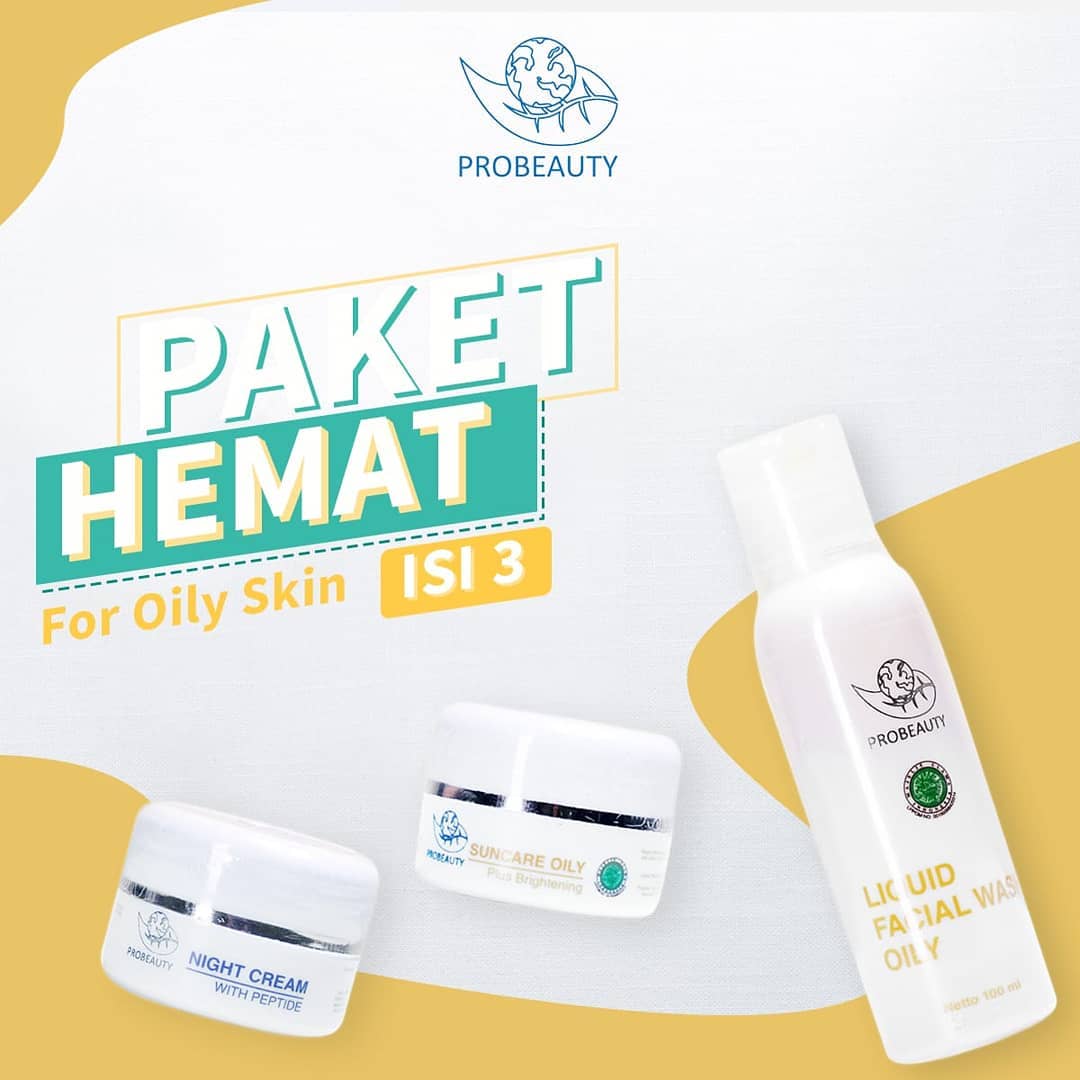 PROBEAUTY
PAKET
HEMAT
For Oily Skin
ISI 3
PROBEAUTY
SUNCARE OILY
Plus Brightening
PROBEAUTY
NIGHT CREAM
WITH PEPTIDE
PROBEAUTY
LIQUID
FACIAL WAS
OILY
Netto 100 ml